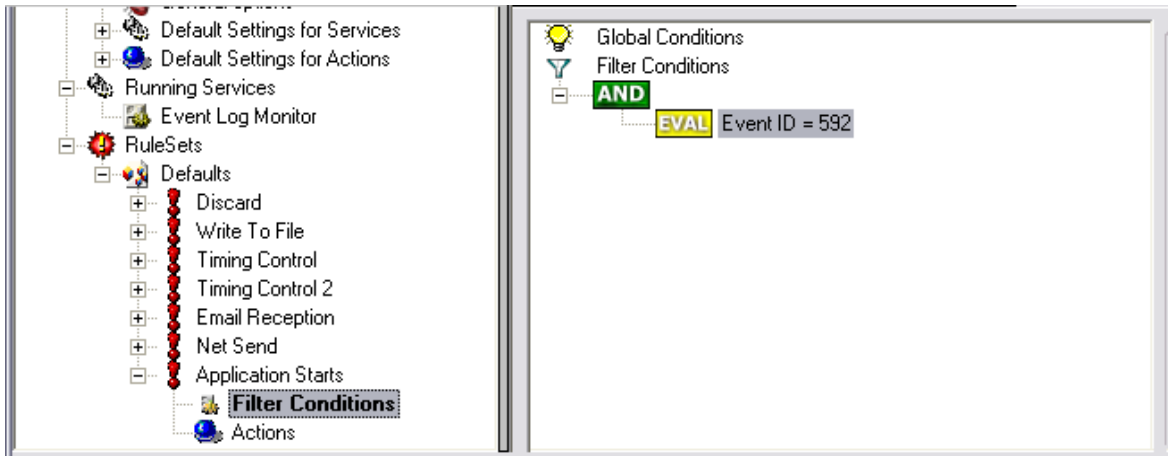 General Options
Default Settings for Services
Default Settings for Actions
Running Services
Event Log Monitor
RuleSets
Defaults
Discard
Write To File
Timing Control
Timing Control 2
Email Reception
Net Send
Application Starts
Filter Conditions
Actions
Global Conditions
Filter Conditions
AND
EVAL Event ID = 592